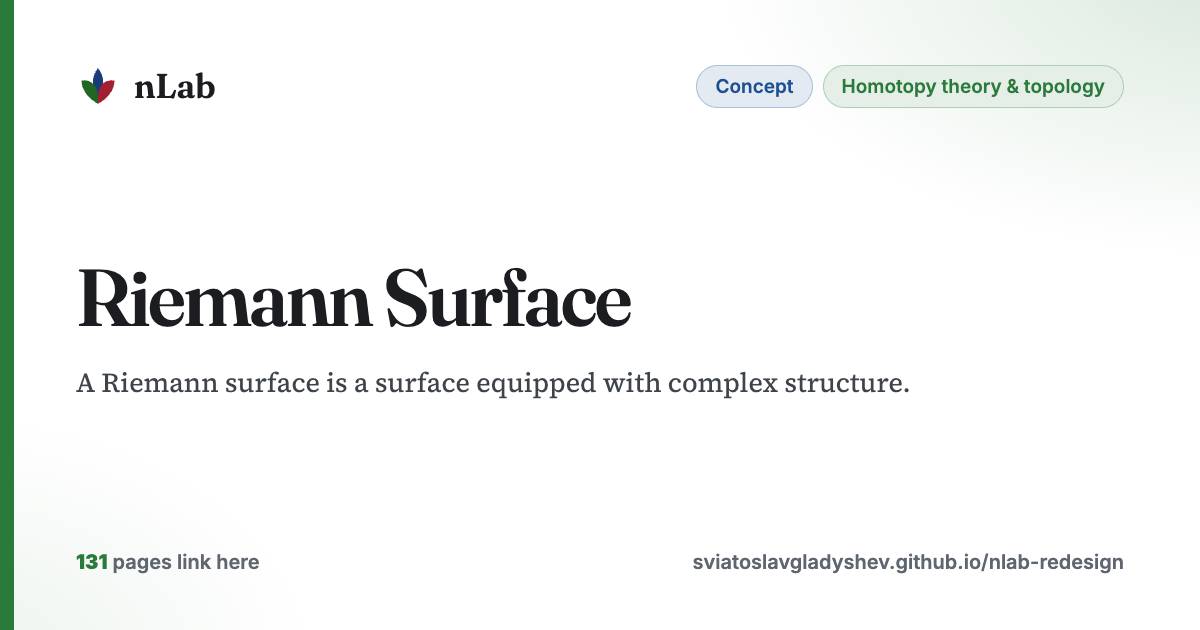 nLab
Concept
Homotopy theory & topology
Riemann Surface
A Riemann surface is a surface equipped with complex structure.
131 pages link here
sviatoslavgladyshev.github.io/nlab-redesign